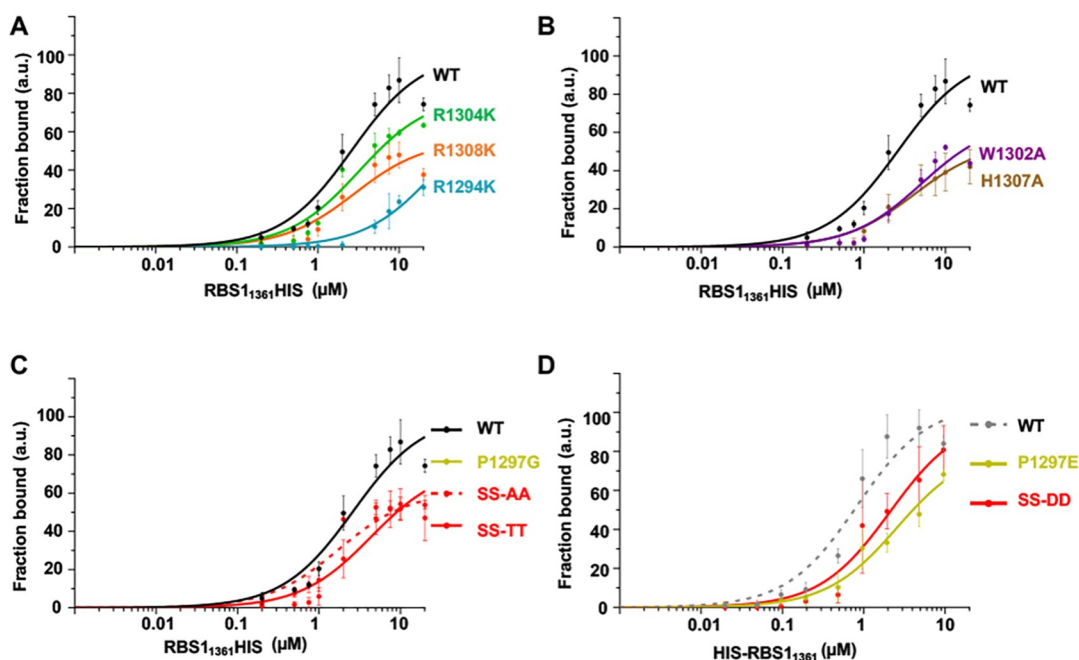 A
Fraction bound (a.u.)
100
80
60
40
20
0
0.01 0.1 1 10
WT
R1304K
R1308K
R1294K
RBS1₁₃₆₁HIS (μM)
B
Fraction bound (a.u.)
100
80
60
40
20
0
0.01 0.1 1 10
WT
W1302A
H1307A
RBS1₁₃₆₁HIS (μM)
C
Fraction bound (a.u.)
100
80
60
40
20
0
0.01 0.1 1 10
WT
P1297G
SS-AA
SS-TT
RBS1₁₃₆₁HIS (μM)
D
Fraction bound (a.u.)
100
80
60
40
20
0
0.01 0.1 1 10
WT
P1297E
SS-DD
HIS-RBS1₁₃₆₁ (μM)